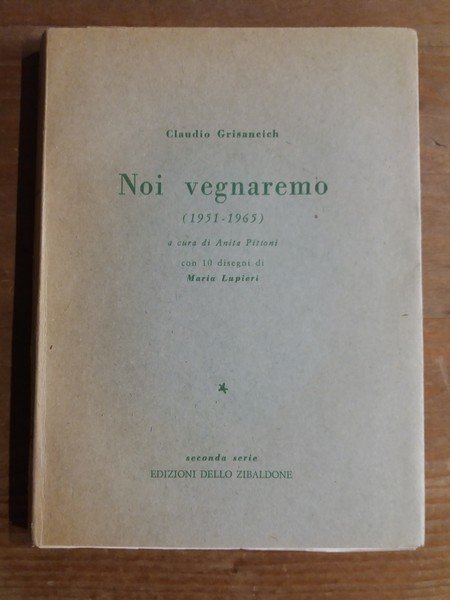 Claudio Grisancich
Noi vegnaremo
(1951-1965)
a cura di Anita Pittoni
con 10 disegni di
Maria Lupieri
seconda serie
EDIZIONI DELLO ZIBALDONE